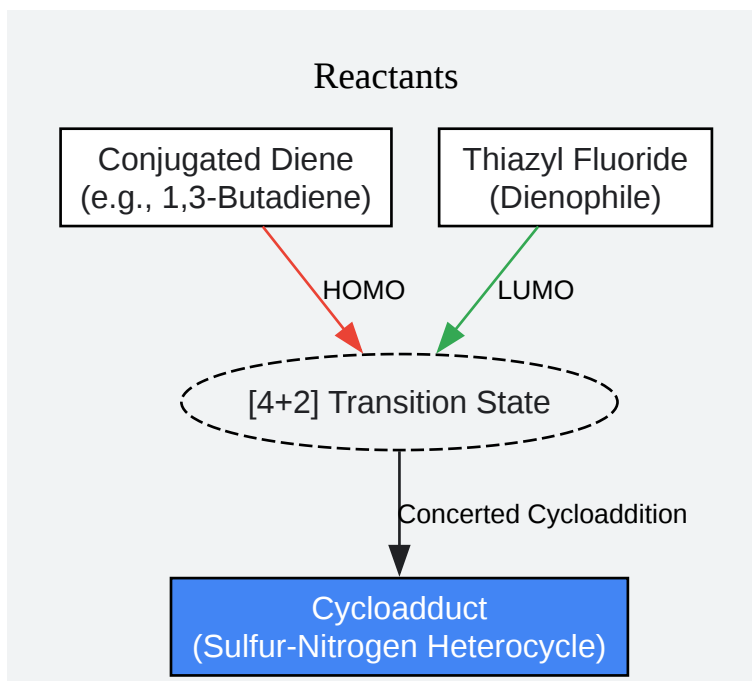 Reactants
Conjugated Diene
(e.g., 1,3-Butadiene)
Thiazyl Fluoride
(Dienophile)
HOMO
LUMO
[4+2] Transition State
Concerted Cycloaddition
Cycloadduct
(Sulfur-Nitrogen Heterocycle)